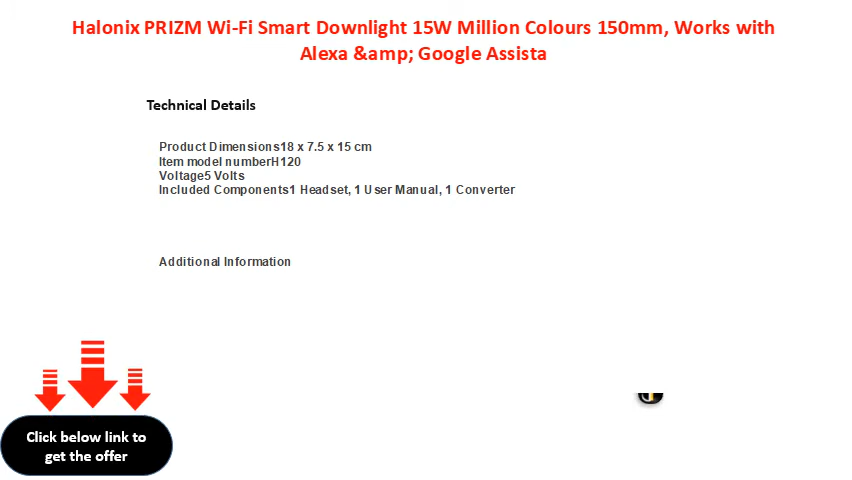 Halonix PRIZM Wi-Fi Smart Downlight 15W Million Colours 150mm, Works with
Alexa &amp; Google Assista
Technical Details
Product Dimensions18 x 7.5 x 15 cm
Item model numberH120
Voltage5 Volts
Included Components1 Headset, 1 User Manual, 1 Converter
Additional Information
Click below link to
get the offer